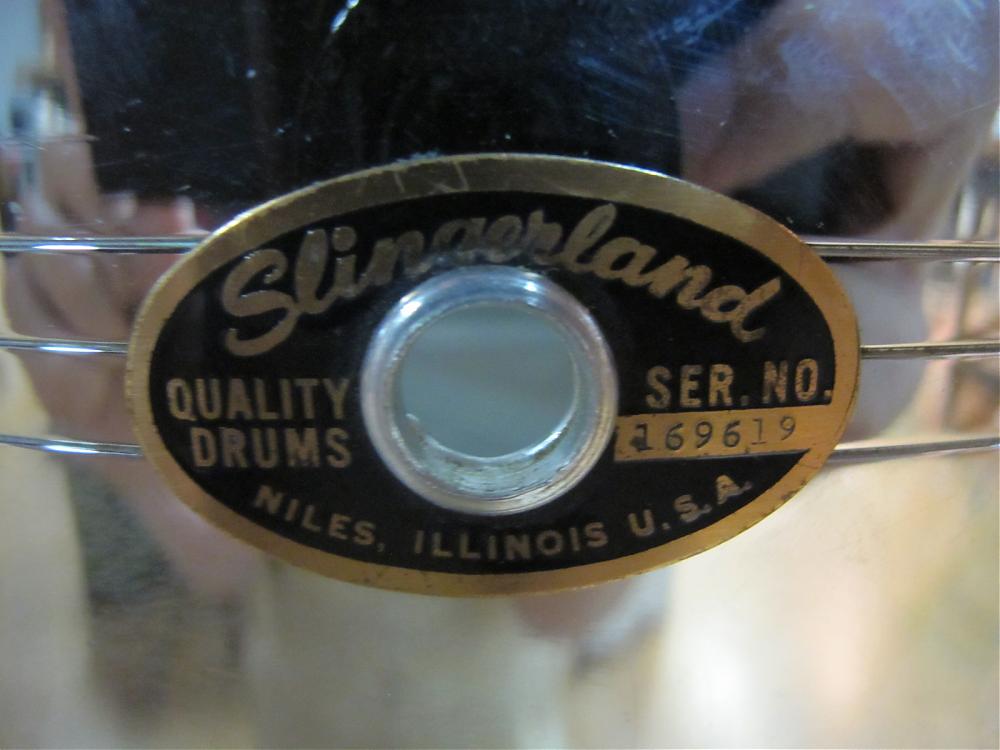 Slingerland
QUALITY
DRUMS
SER. NO.
169619
NILES, ILLINOIS U.S.A.